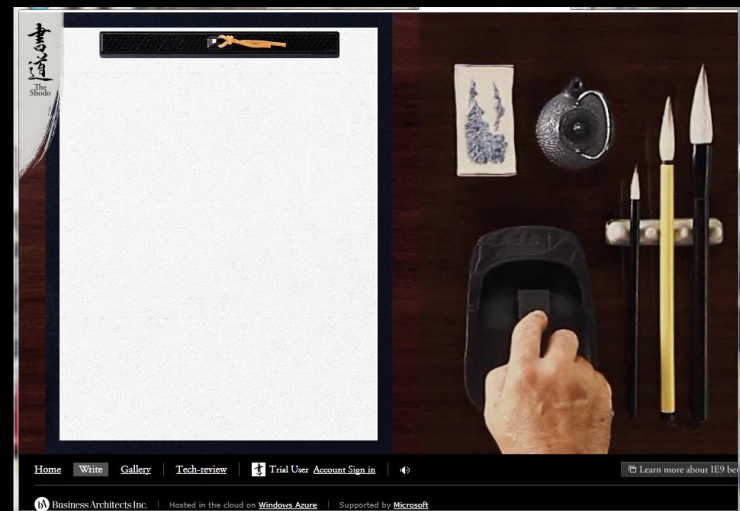 書道
The
Shodo
Home Write Gallery Tech-review Trial User Account Sign in Learn more about IE9
bA Business Architects Inc. Hosted in the cloud on Windows Azure Supported by Microsoft